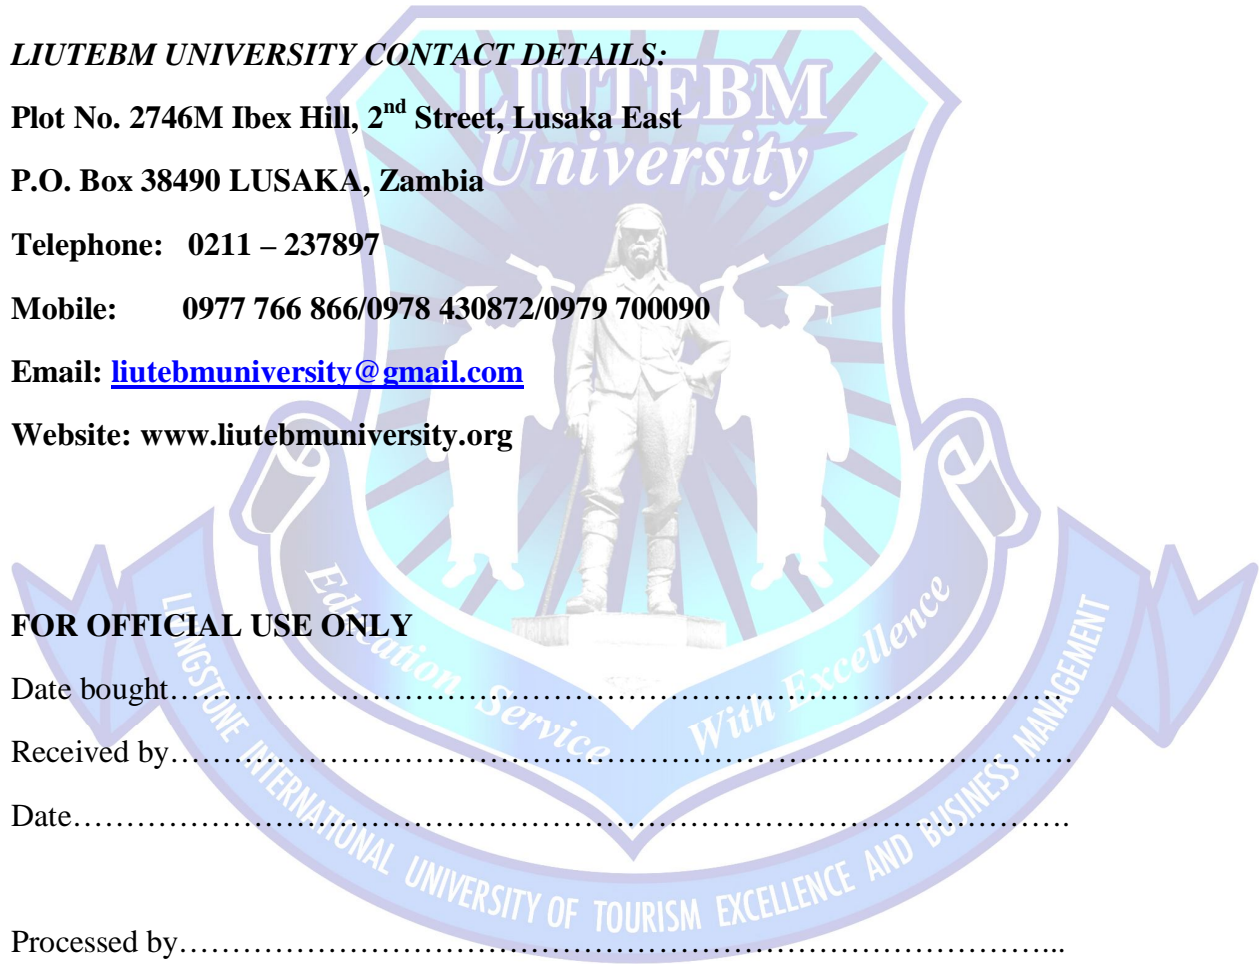 LIUTEBM UNIVERSITY CONTACT DETAILS:
Plot No. 2746M Ibex Hill, 2nd Street, Lusaka East
P.O. Box 38490 LUSAKA, Zambia
Telephone: 0211 – 237897
Mobile: 0977 766 866/0978 430872/0979 700090
Email: liutebmuniversity@gmail.com
Website: www.liutebmuniversity.org
FOR OFFICIAL USE ONLY
Date bought……………………………………………………………………………
Received by…………………………………………………………………………….
Date…………………………………………………………………………………….
Processed by…………………………………………………………………………...
LIUTEBM
University
Education Service With Excellence
LIVINGSTONE INTERNATIONAL UNIVERSITY OF TOURISM EXCELLENCE AND BUSINESS MANAGEMENT